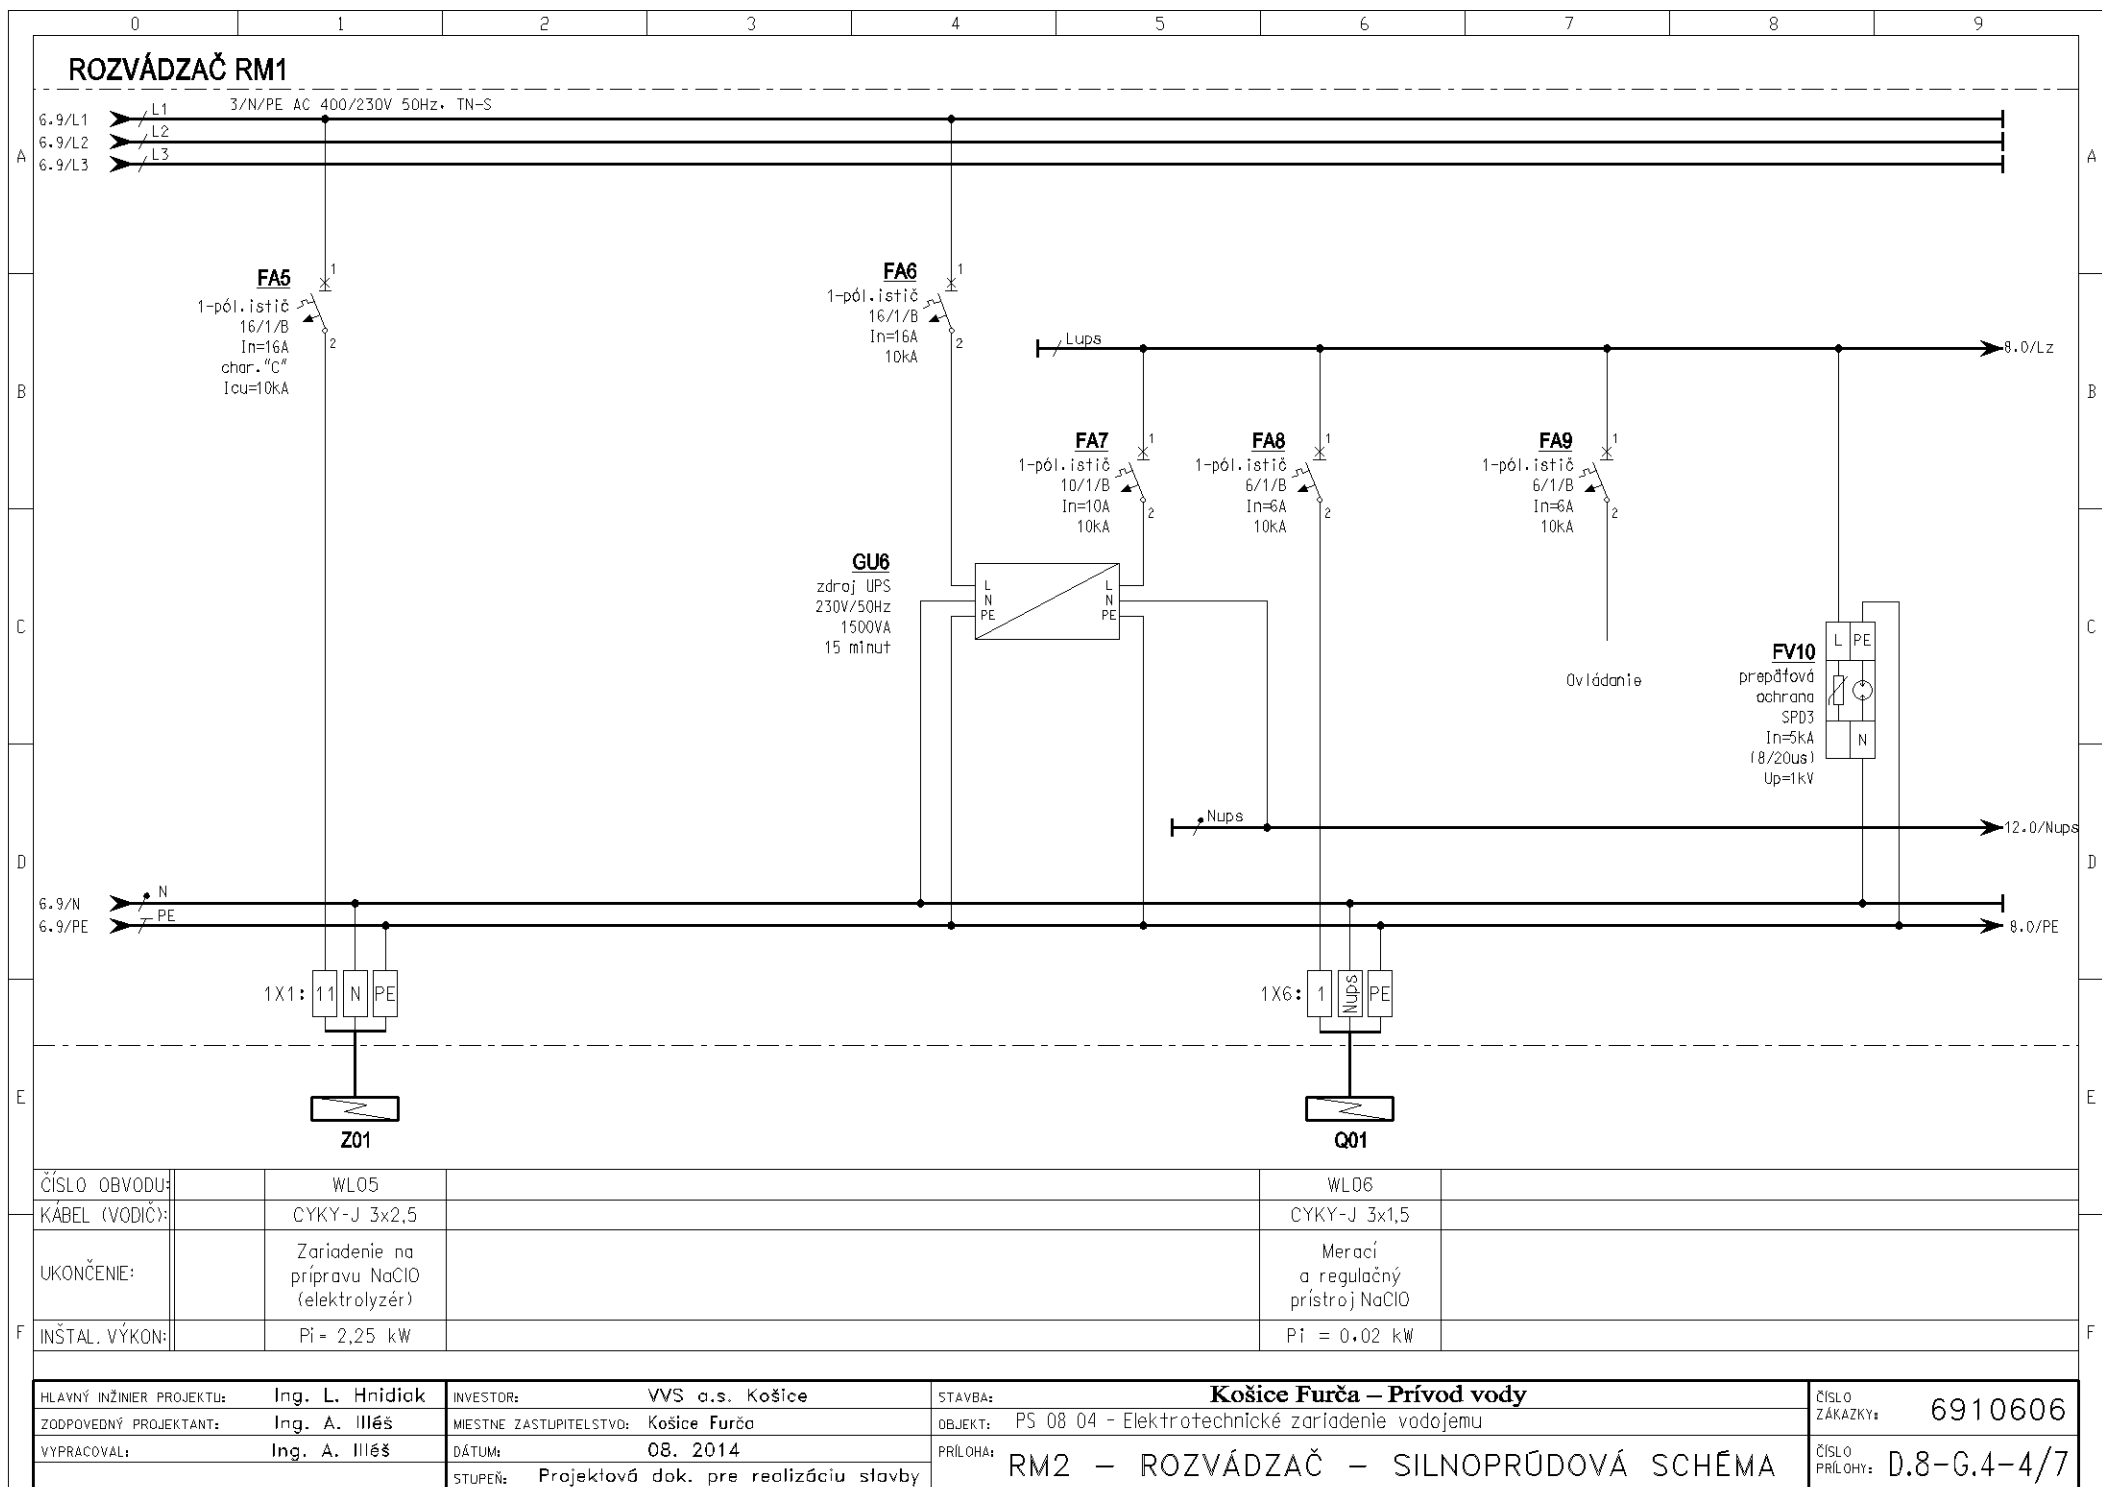 0 1 2 3 4 5 6 7 8 9
ROZVÁDZAČ RM1
3/N/PE AC 400/230V 50Hz, TN-S
6.9/L1 L1
6.9/L2 L2
6.9/L3 L3
A A
FA5
1-pól.istič
16/1/B
In=16A
char."C"
Icu=10kA
1
2
FA6
1-pól.istič
16/1/B
In=16A
10kA
1
2
Lups
8.0/Lz
B B
FA7
1-pól.istič
10/1/B
In=10A
10kA
1
2
FA8
1-pól.istič
6/1/B
In=6A
10kA
1
2
FA9
1-pól.istič
6/1/B
In=6A
10kA
1
2
GU6
zdroj UPS
230V/50Hz
1500VA
15 minut
L L
N N
PE PE
C C
Ovládanie
L PE
FV10
prepäťová
ochrana
SPD3
In=5kA
(8/20us)
Up=1kV
N
Nups
12.0/Nups
D D
6.9/N N
6.9/PE PE
8.0/PE
1X1: 11 N PE
1X6: 1 Nups PE
E E
Z01
Q01
ČÍSLO OBVODU: WL05 WL06
KÁBEL (VODIČ): CYKY-J 3x2,5 CYKY-J 3x1,5
UKONČENIE:
Zariadenie na
prípravu NaClO
(elektrolyzér)
Merací
a regulačný
prístroj NaClO
F F
INŠTAL. VÝKON: Pi= 2,25 kW Pi = 0.02 kW
HLAVNÝ INŽINIER PROJEKTU: Ing. L. Hnidiak
ZODPOVEDNÝ PROJEKTANT: Ing. A. Illéš
VYPRACOVAL: Ing. A. Illéš
INVESTOR: VVS a.s. Košice
MIESTNE ZASTUPITELSTVO: Košice Furča
DÁTUM: 08. 2014
STUPEŇ: Projektová dok. pre realizáciu stavby
STAVBA: Košice Furča – Prívod vody
OBJEKT: PS 08 04 - Elektrotechnické zariadenie vodojemu
PRÍLOHA: RM2 – ROZVÁDZAČ – SILNOPRÚDOVÁ SCHÉMA
ČÍSLO
ZÁKAZKY: 6910606
ČÍSLO
PRÍLOHY: D.8-G.4-4/7